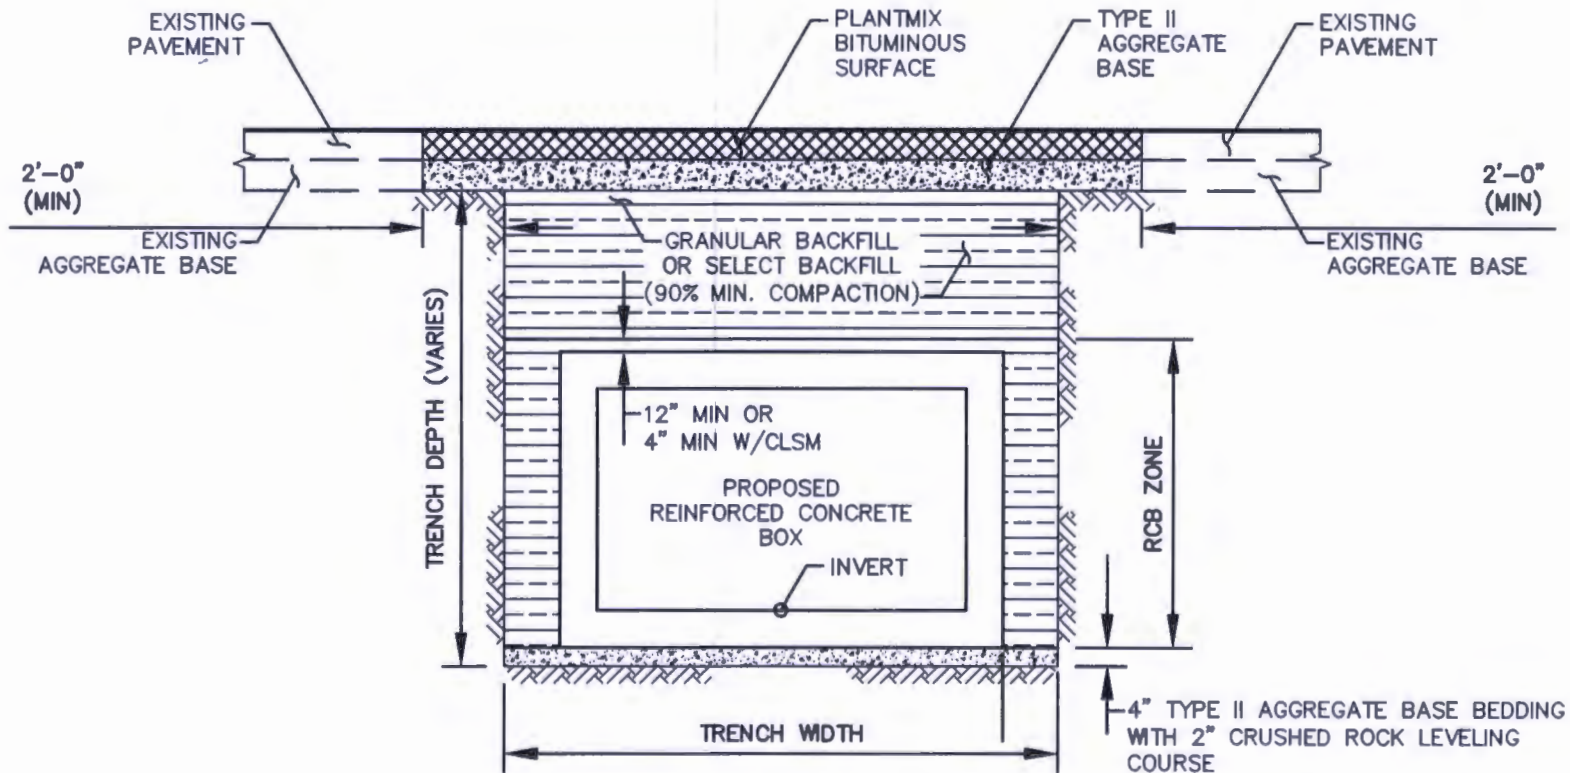 EXISTING
PAVEMENT
PLANTMIX
BITUMINOUS
SURFACE
TYPE II
AGGREGATE
BASE
EXISTING
PAVEMENT
2'-0"
(MIN)
2'-0"
(MIN)
EXISTING
AGGREGATE BASE
GRANULAR BACKFILL
OR SELECT BACKFILL
(90% MIN. COMPACTION)
EXISTING
AGGREGATE BASE
TRENCH DEPTH (VARIES)
12" MIN OR
4" MIN W/CLSM
PROPOSED
REINFORCED CONCRETE
BOX
INVERT
RCB ZONE
TRENCH WIDTH
4" TYPE II AGGREGATE BASE BEDDING
WITH 2" CRUSHED ROCK LEVELING
COURSE